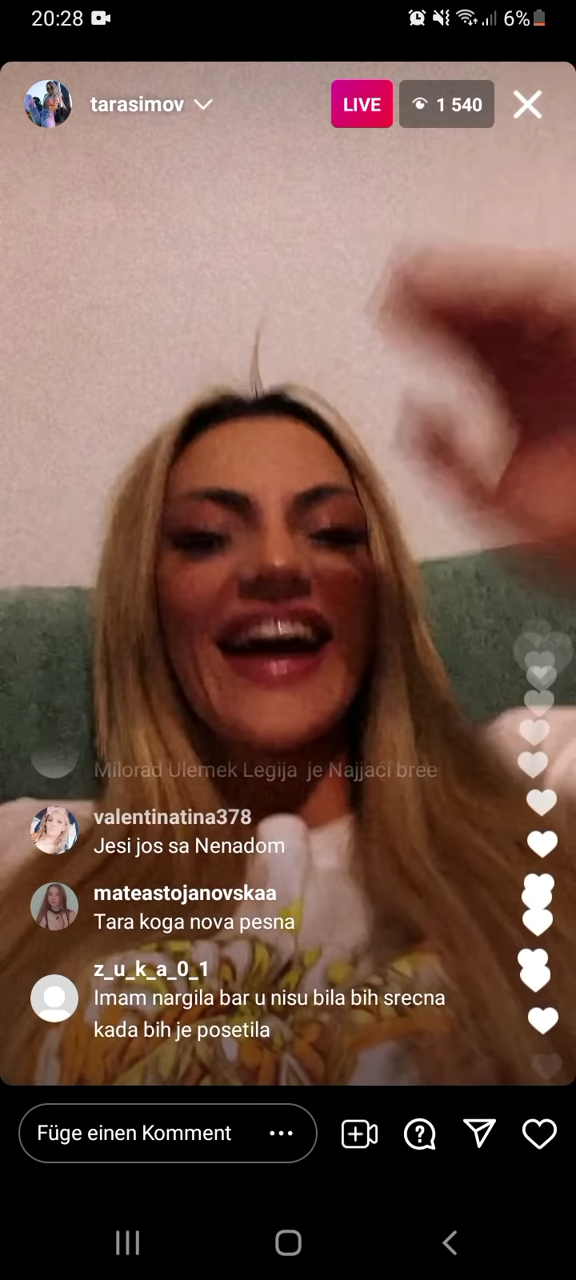 20:28
6%
tarasimov
LIVE
1 540
Milorad Ulemek Legija je Najjaći bree
valentinatina378
Jesi jos sa Nenadom
mateastojanovskaa
Tara koga nova pesna
z_u_k_a_0_1
Imam nargila bar u nisu bila bih srecna
kada bih je posetila
Füge einen Komment